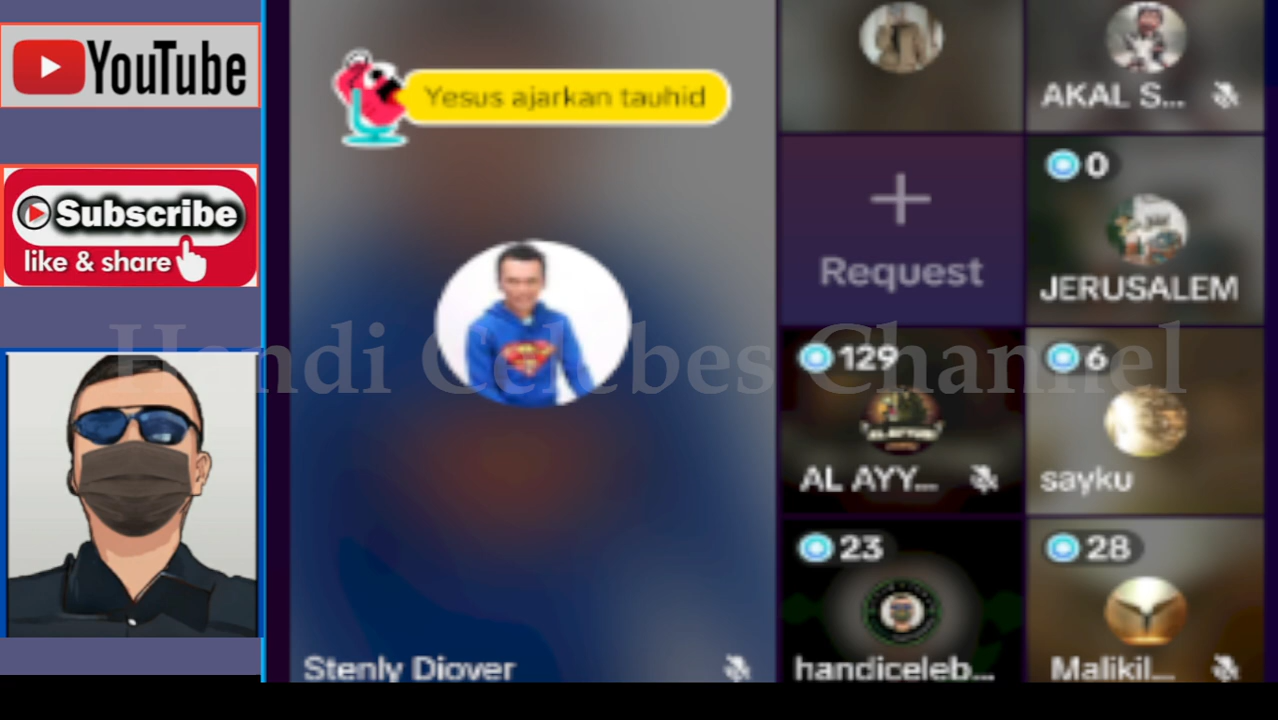 YouTube
Subscribe
like & share
Yesus ajarkan tauhid
Stenly Diover
AKAL S...
Request
0
JERUSALEM
129
AL AYY...
6
sayku
23
handiceleb...
28
Malikil...
Handi Celebes Channel